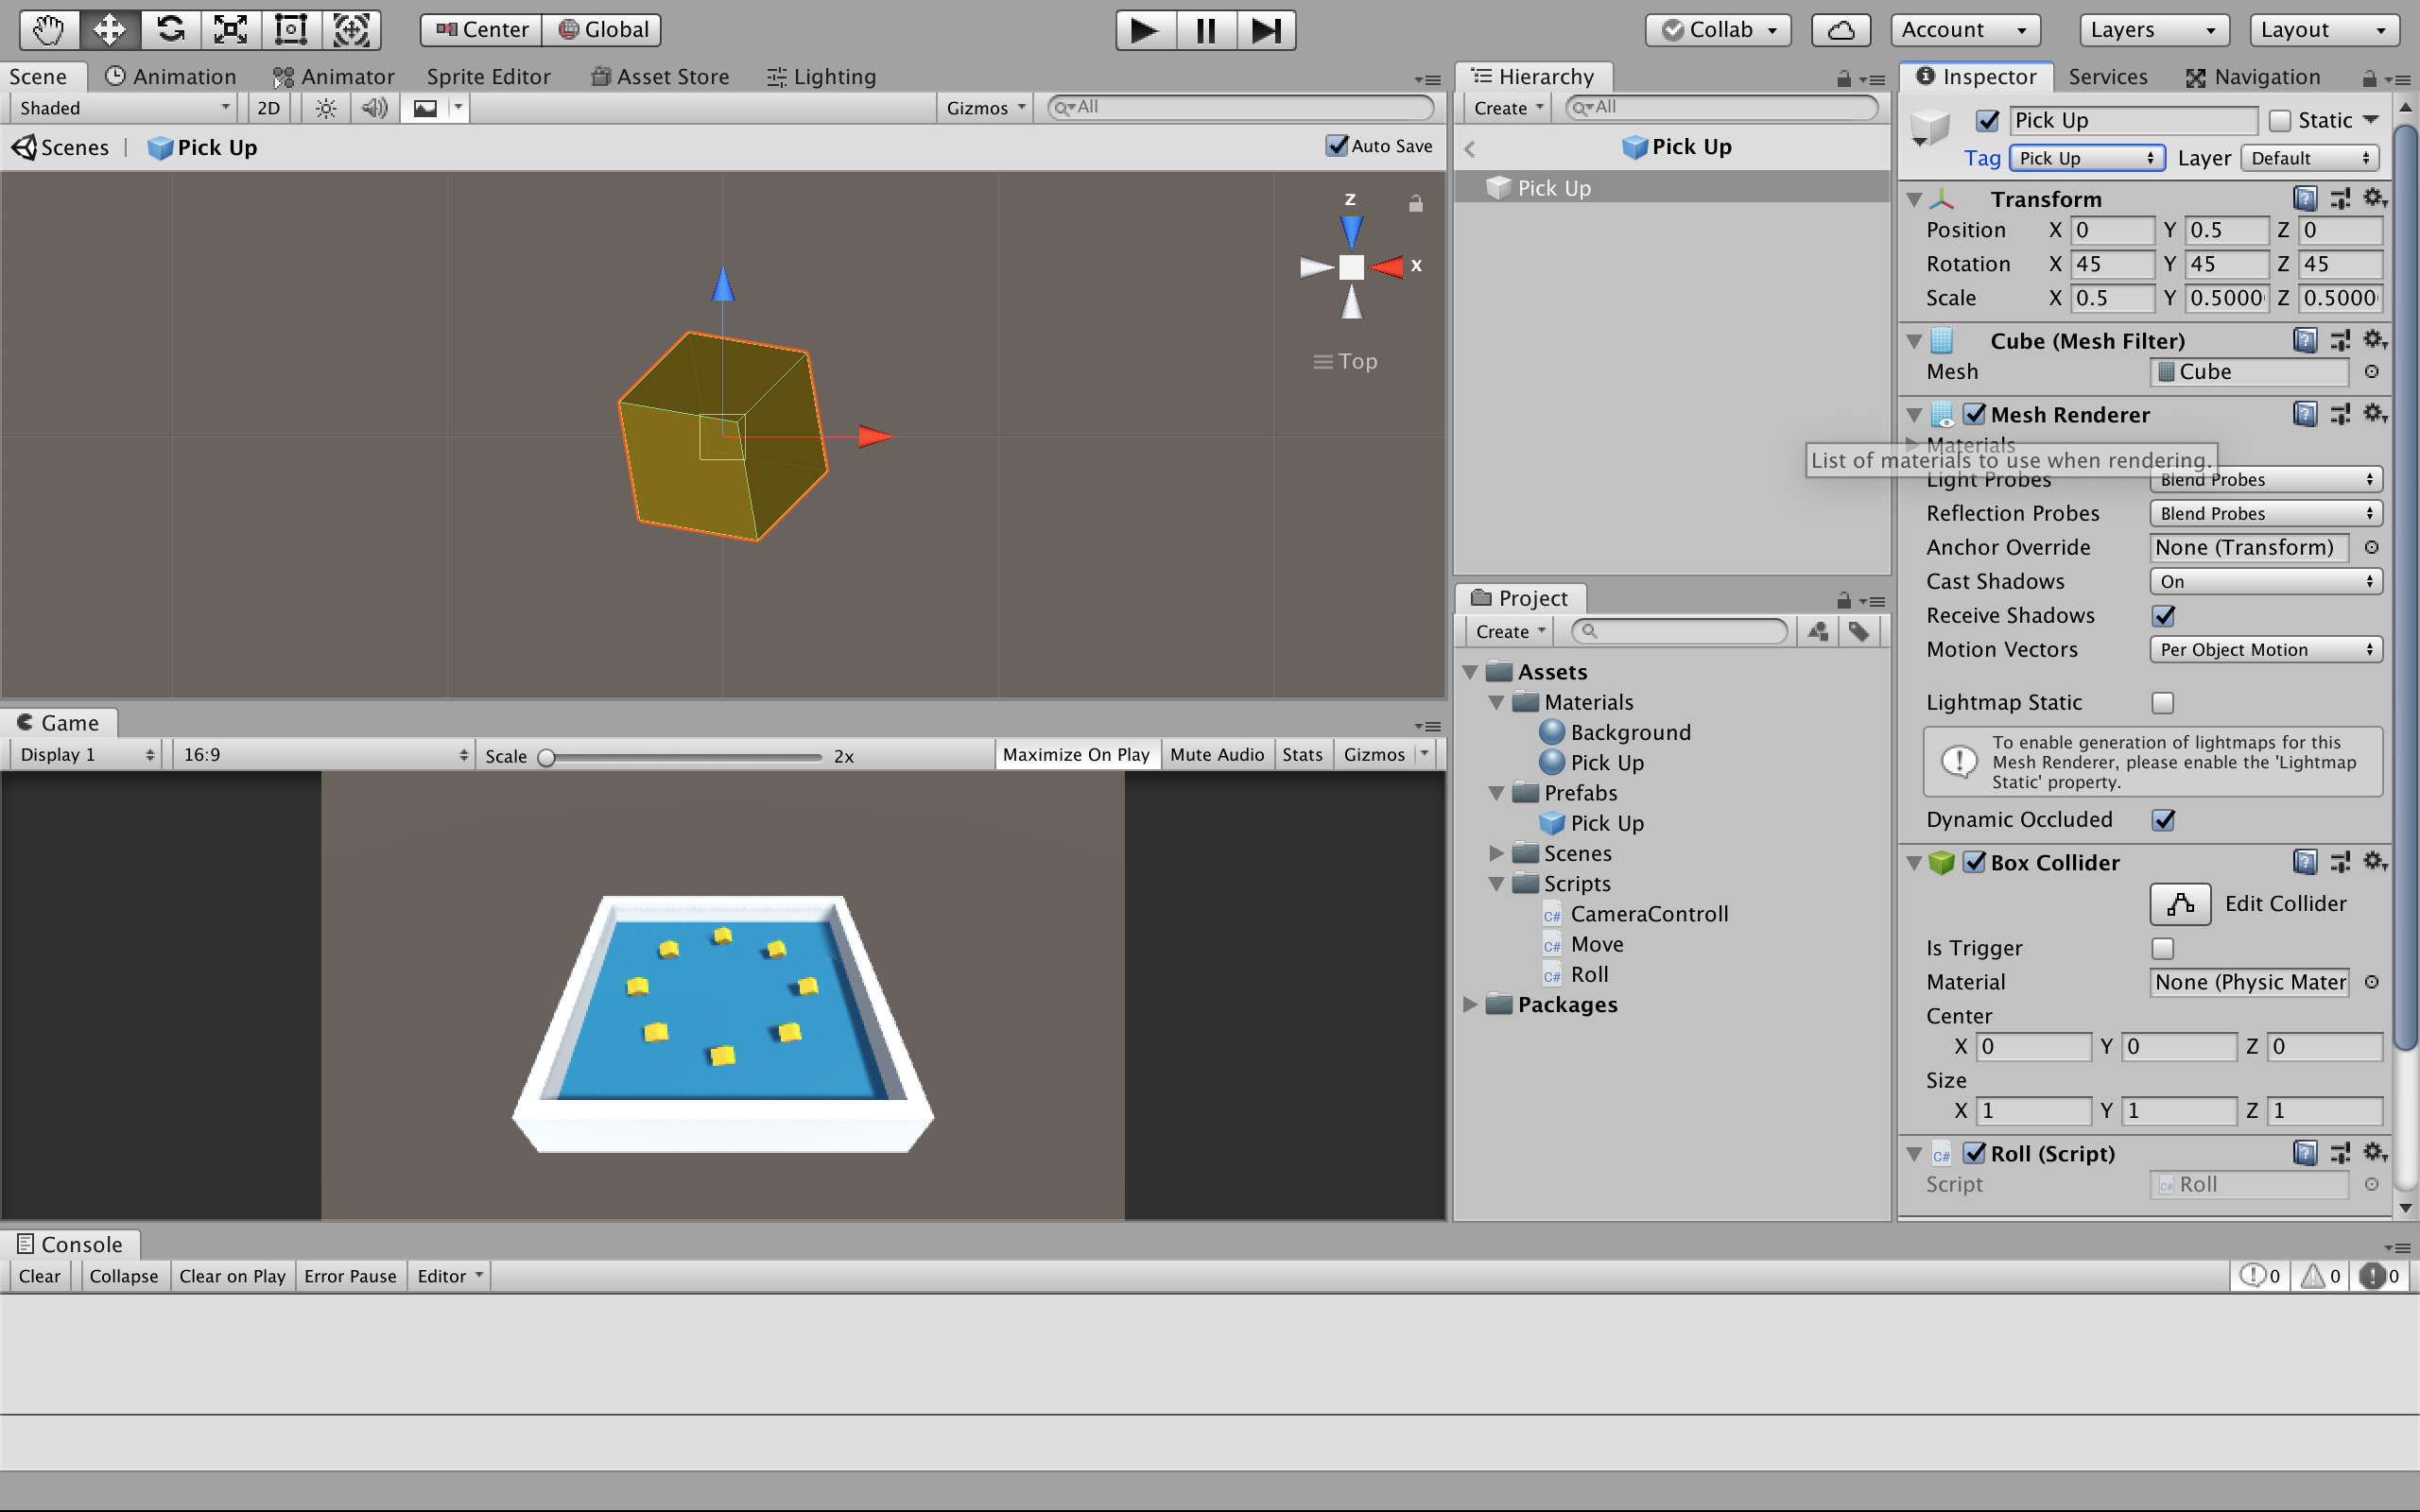 Center Global Collab Account Layers Layout
Scene Animation Animator Sprite Editor Asset Store Lighting
Shaded 2D Gizmos All
Scenes | Pick Up Auto Save
z
x
Top
Game
Display 1 16:9 Scale 2x Maximize On Play Mute Audio Stats Gizmos
Hierarchy
Create All
Pick Up
Pick Up
Project
Create
Assets
Materials
Background
Pick Up
Prefabs
Pick Up
Scenes
Scripts
C# CameraControll
C# Move
C# Roll
Packages
Inspector Services Navigation
Pick Up Static
Tag Pick Up Layer Default
Transform
Position X 0 Y 0.5 Z 0
Rotation X 45 Y 45 Z 45
Scale X 0.5 Y 0.5000 Z 0.5000
Cube (Mesh Filter)
Mesh Cube
Mesh Renderer
Materials
List of materials to use when rendering.
Light Probes Blend Probes
Reflection Probes Blend Probes
Anchor Override None (Transform)
Cast Shadows On
Receive Shadows
Motion Vectors Per Object Motion
Lightmap Static
To enable generation of lightmaps for this
Mesh Renderer, please enable the 'Lightmap
Static' property.
Dynamic Occluded
Box Collider
Edit Collider
Is Trigger
Material None (Physic Mater
Center
X 0 Y 0 Z 0
Size
X 1 Y 1 Z 1
C# Roll (Script)
Script C# Roll
Console
Clear Collapse Clear on Play Error Pause Editor 0 0 0